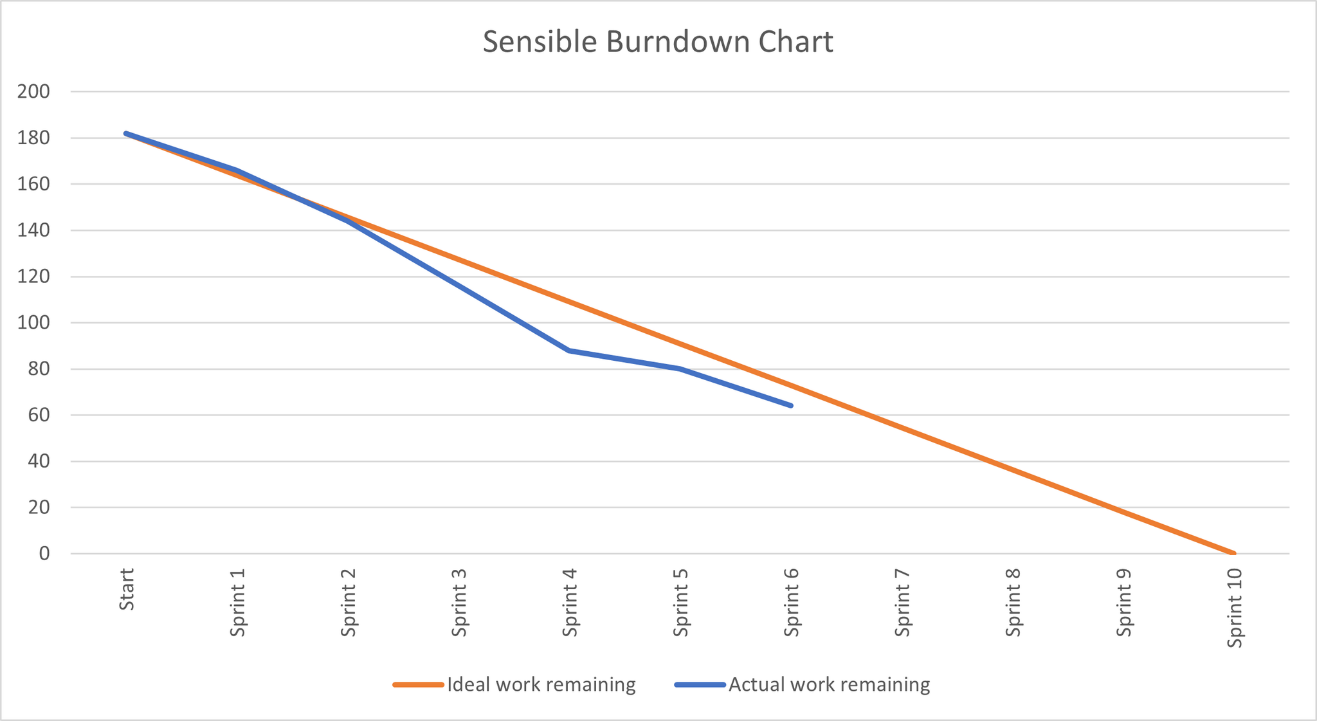 Sensible Burndown Chart
200
180
160
140
120
100
80
60
40
20
0
Start
Sprint 1
Sprint 2
Sprint 3
Sprint 4
Sprint 5
Sprint 6
Sprint 7
Sprint 8
Sprint 9
Sprint 10
Ideal work remaining
Actual work remaining